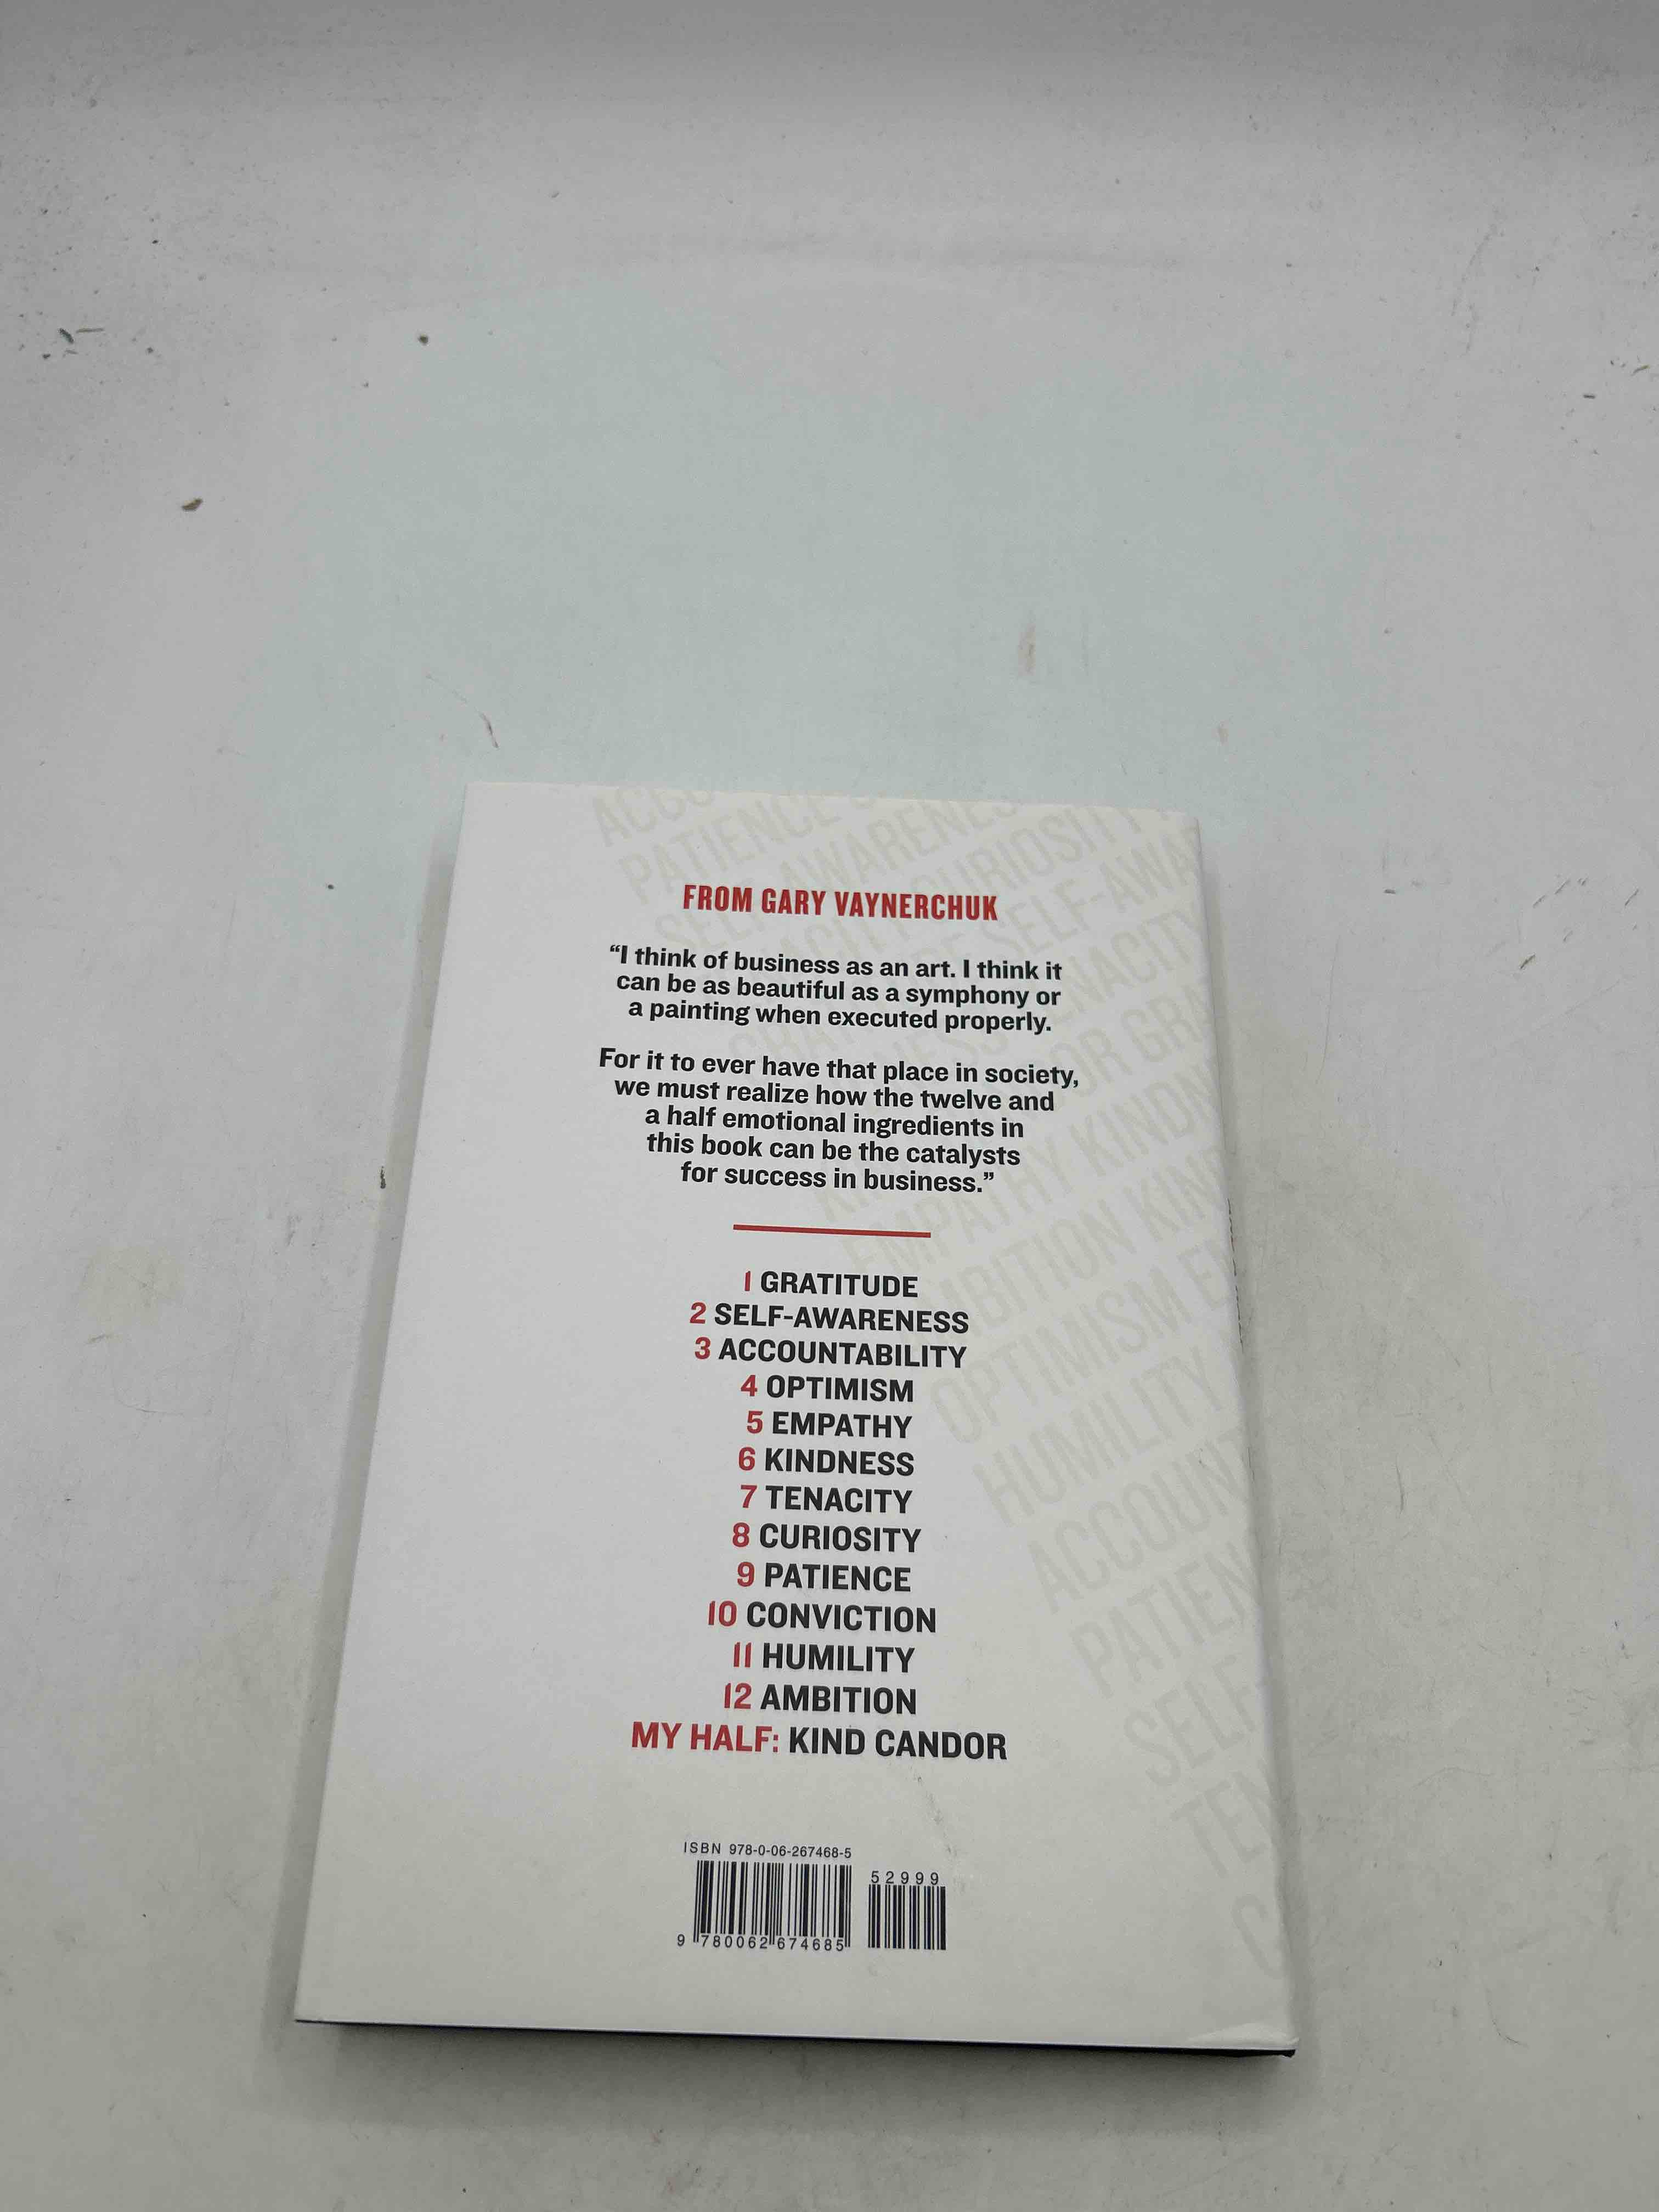 FROM GARY VAYNERCHUK
“I think of business as an art. I think it
can be as beautiful as a symphony or
a painting when executed properly.
For it to ever have that place in society,
we must realize how the twelve and
a half emotional ingredients in
this book can be the catalysts
for success in business.”
1 GRATITUDE
2 SELF-AWARENESS
3 ACCOUNTABILITY
4 OPTIMISM
5 EMPATHY
6 KINDNESS
7 TENACITY
8 CURIOSITY
9 PATIENCE
10 CONVICTION
11 HUMILITY
12 AMBITION
MY HALF: KIND CANDOR
ISBN 978-0-06-267468-5
52999
9 780062 674685